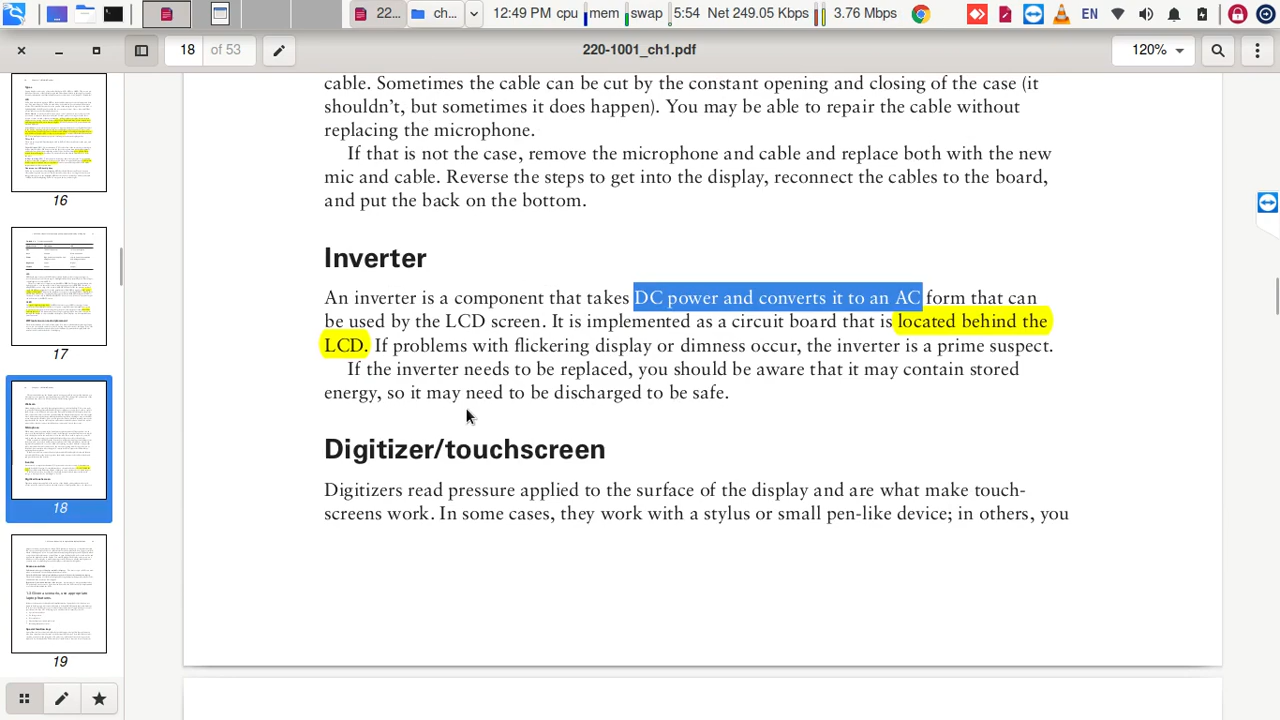 22...
ch...
PM
cpu
mem
swap
5:54
int 249.00 Mbps
3.76 Mbps
EN
18
of 53
220-1001_ch1.pdf
120%
16
17
18
19
cable. Sometimes a cable can be cut by the constant opening and closing of the case (it
shouldn't, but sometimes it does happen). You may be able to repair the cable without
replacing the microphone.
If this is not the case, remove the microphone and cable and replace both with the new
mic and cable. Reverse the steps to get into the display, reconnect the cables to the board,
and put the back on the bottom.
Inverter
An inverter is a component that takes DC power and converts it to an AC form that can
be used by the LCD screen. It is implemented as a circuit board that is located behind the
LCD. If problems with flickering display or dimness occur, the inverter is a prime suspect.
If the inverter needs to be replaced, you should be aware that it may contain stored
energy, so it may need to be discharged to be safe.
Digitizer/touchscreen
Digitizers read pressure applied to the surface of the display and are what make touch-
screens work. In some cases, they work with a stylus or small pen-like device; in others, you